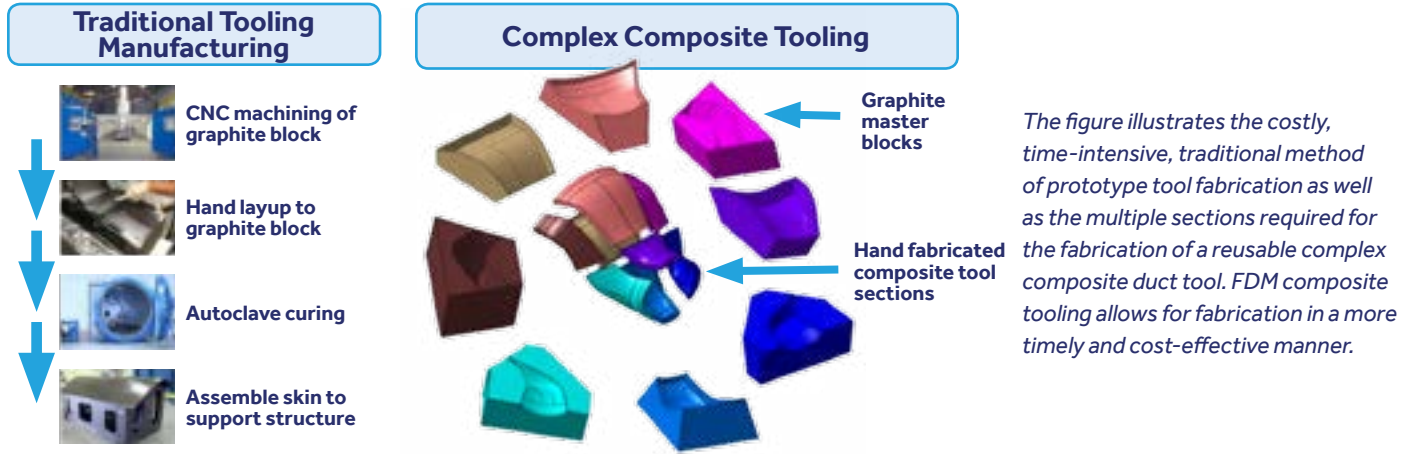 Traditional Tooling
Manufacturing
CNC machining of
graphite block
Hand layup to
graphite block
Autoclave curing
Assemble skin to
support structure
Complex Composite Tooling
Graphite
master
blocks
Hand fabricated
composite tool
sections
The figure illustrates the costly,
time-intensive, traditional method
of prototype tool fabrication as well
as the multiple sections required for
the fabrication of a reusable complex
composite duct tool. FDM composite
tooling allows for fabrication in a more
timely and cost-effective manner.